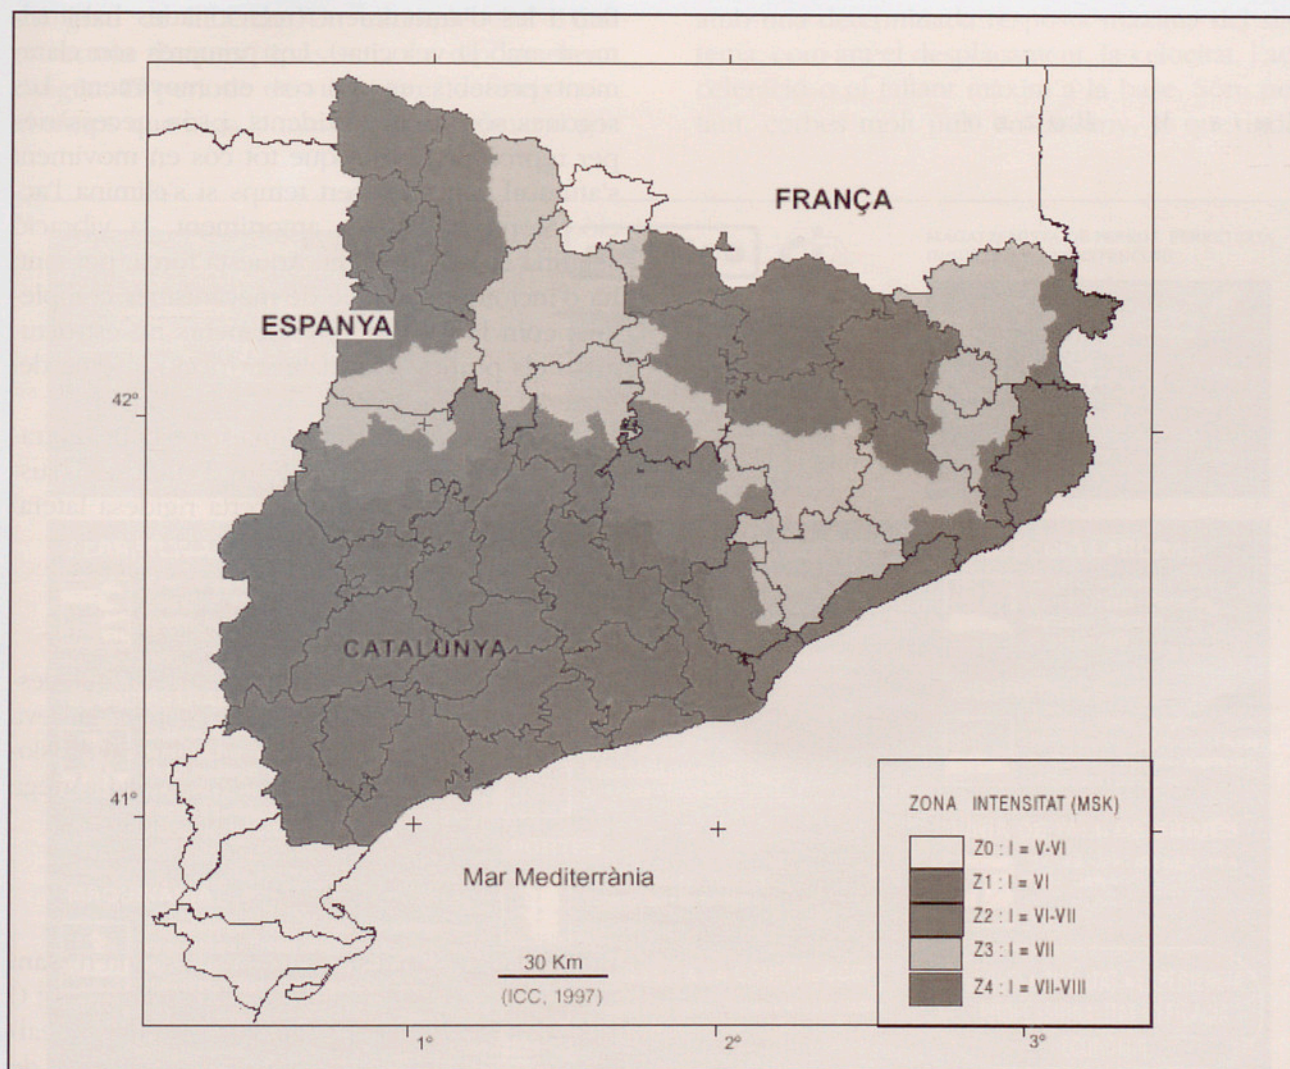 FRANÇA
ESPANYA
42°
CATALUNYA
41°
ZONA INTENSITAT (MSK)
Z0 : I = V-VI
Z1 : I = VI
Z2 : I = VI-VII
Z3 : I = VII
Z4 : I = VII-VIII
Mar Mediterrània
30 Km
(ICC, 1997)
1°
2°
3°